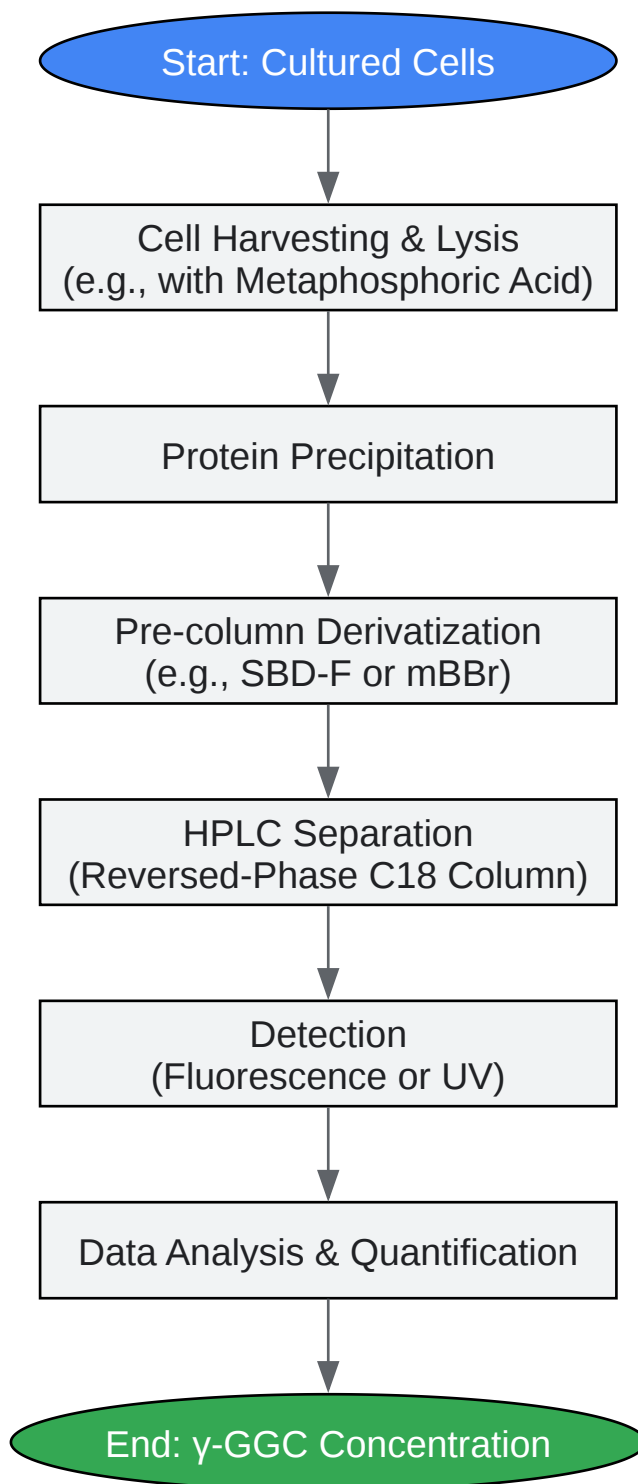 Start: Cultured Cells
Cell Harvesting & Lysis
(e.g., with Metaphosphoric Acid)
Protein Precipitation
Pre-column Derivatization
(e.g., SBD-F or mBBr)
HPLC Separation
(Reversed-Phase C18 Column)
Detection
(Fluorescence or UV)
Data Analysis & Quantification
End: γ-GGC Concentration